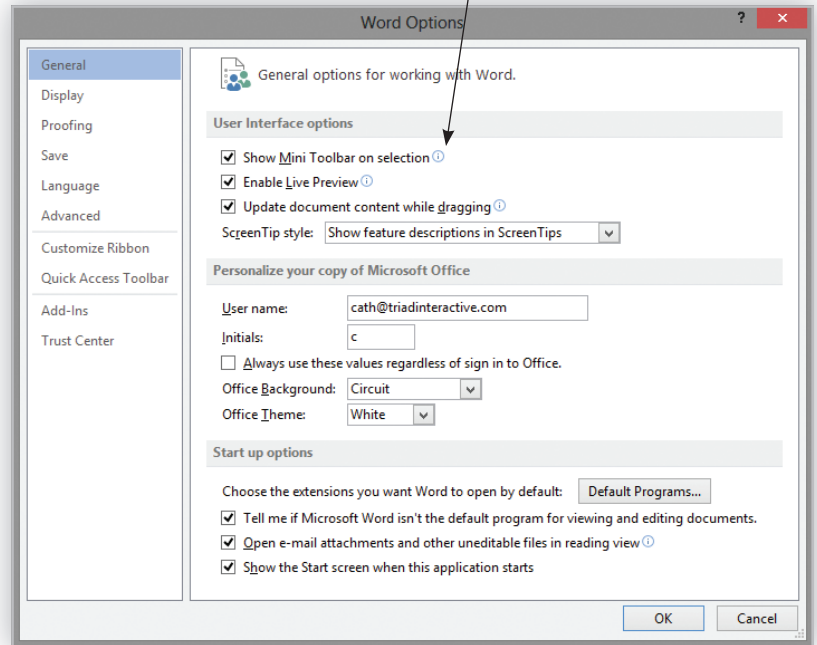 Word Options
?
×
General
Display
Proofing
Save
Language
Advanced
Customize Ribbon
Quick Access Toolbar
Add-Ins
Trust Center
General options for working with Word.
User Interface options
Show Mini Toolbar on selection
Enable Live Preview
Update document content while dragging
ScreenTip style: Show feature descriptions in ScreenTips
Personalize your copy of Microsoft Office
User name: cath@triadinteractive.com
Initials: c
Always use these values regardless of sign in to Office.
Office Background: Circuit
Office Theme: White
Start up options
Choose the extensions you want Word to open by default: Default Programs...
Tell me if Microsoft Word isn't the default program for viewing and editing documents.
Open e-mail attachments and other uneditable files in reading view
Show the Start screen when this application starts
OK Cancel